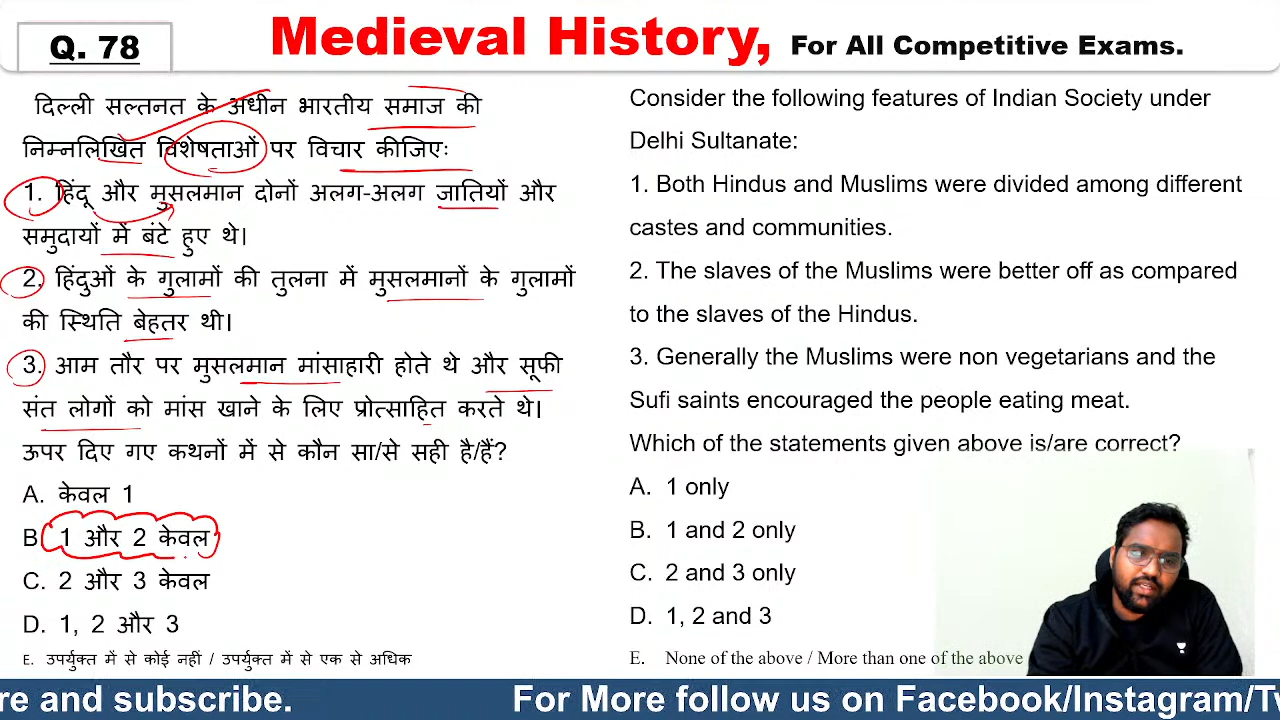 Q. 78
Medieval History, For All Competitive Exams.
दिल्ली सल्तनत के अधीन भारतीय समाज की
निम्नलिखित विशेषताओं पर विचार कीजिएः
1. हिंदू और मुसलमान दोनों अलग-अलग जातियों और
समुदायों में बंटे हुए थे।
2. हिंदुओं के गुलामों की तुलना में मुसलमानों के गुलामों
की स्थिति बेहतर थी।
3. आम तौर पर मुसलमान मांसाहारी होते थे और सूफी
संत लोगों को मांस खाने के लिए प्रोत्साहित करते थे।
ऊपर दिए गए कथनों में से कौन सा/से सही है/हैं?
A. केवल 1
B 1 और 2 केवल
C. 2 और 3 केवल
D. 1, 2 और 3
E. उपर्युक्त में से कोई नहीं / उपर्युक्त में से एक से अधिक
Consider the following features of Indian Society under
Delhi Sultanate:
1. Both Hindus and Muslims were divided among different
castes and communities.
2. The slaves of the Muslims were better off as compared
to the slaves of the Hindus.
3. Generally the Muslims were non vegetarians and the
Sufi saints encouraged the people eating meat.
Which of the statements given above is/are correct?
A. 1 only
B. 1 and 2 only
C. 2 and 3 only
D. 1, 2 and 3
E. None of the above / More than one of the above
re and subscribe. For More follow us on Facebook/Instagram/Tw